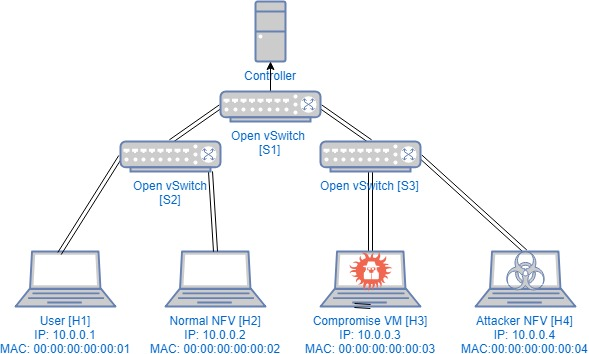 Controller
Open vSwitch
[S1]
Open vSwitch
[S2]
Open vSwitch [S3]
User [H1]
IP: 10.0.0.1
MAC: 00:00:00:00:00:01
Normal NFV [H2]
IP: 10.0.0.2
MAC: 00:00:00:00:00:02
Compromise VM [H3]
IP: 10.0.0.3
MAC: 00:00:00:00:00:03
Attacker NFV [H4]
IP: 10.0.0.4
MAC: 00:00:00:00:00:04